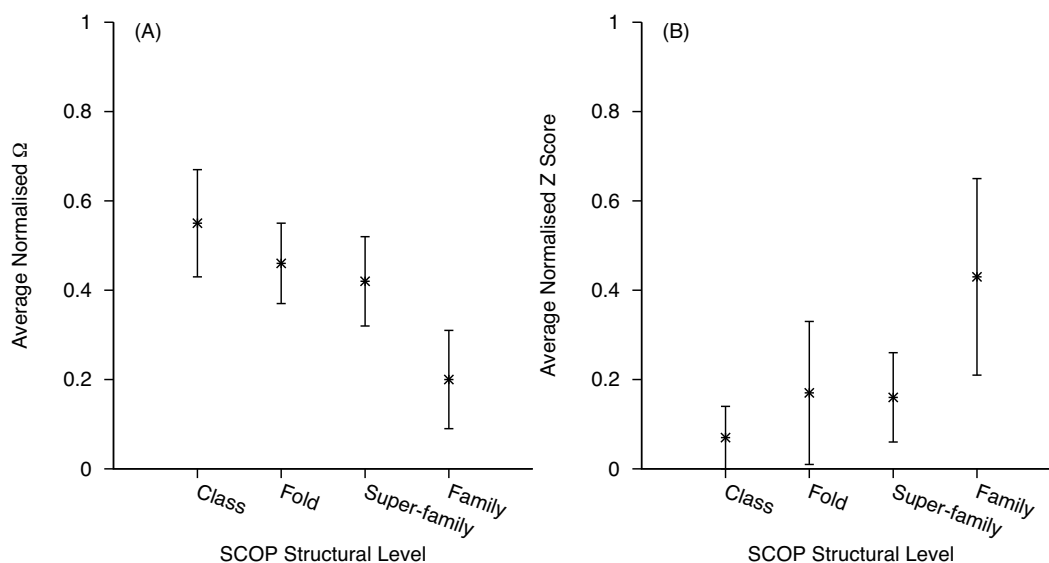 (A)
1
0.8
0.6
0.4
0.2
0
Average Normalised Ω
Class
Fold
Super-family
Family
SCOP Structural Level
(B)
1
0.8
0.6
0.4
0.2
0
Average Normalised Z Score
Class
Fold
Super-family
Family
SCOP Structural Level